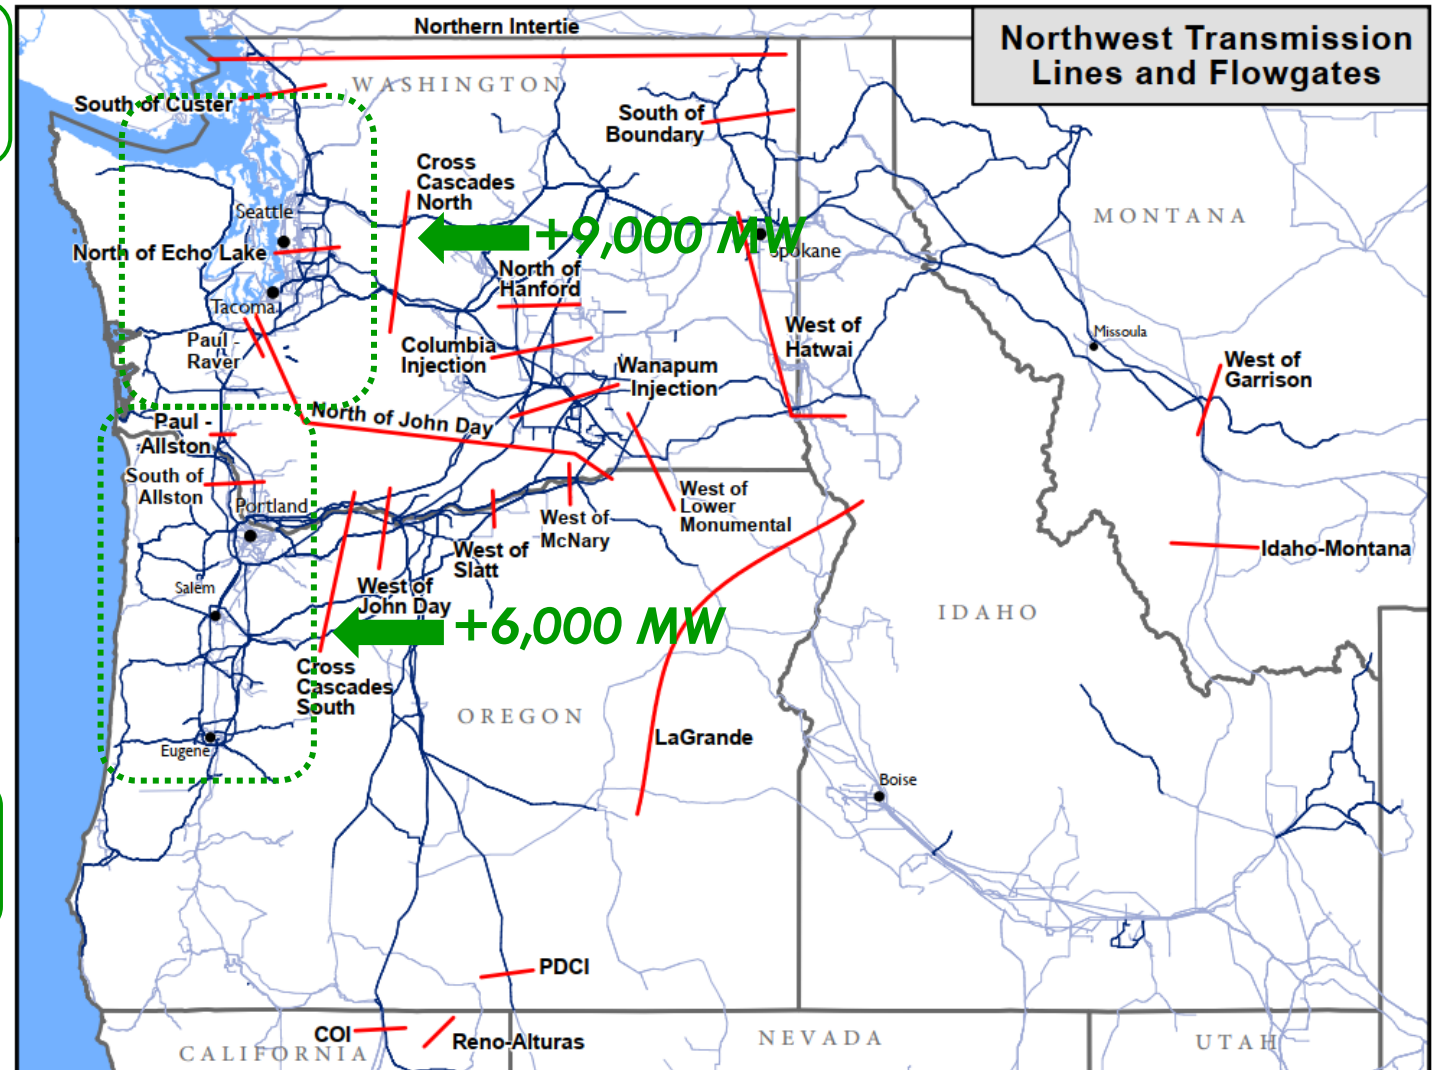 Northern Intertie
Northwest Transmission
Lines and Flowgates
WASHINGTON
South of Custer
South of
Boundary
Cross
Cascades
North
Seattle
MONTANA
+9,000 MW
Spokane
North of Echo Lake
North of
Hanford
Tacoma
Paul -
Raver
Columbia
Injection
West of
Hatwai
Missoula
Wanapum
Injection
West of
Garrison
North of John Day
Paul -
Allston
South of
Allston
Portland
West of
Lower
Monumental
West of
McNary
West of
Slatt
Idaho-Montana
Salem
West of
John Day
IDAHO
+6,000 MW
Cross
Cascades
South
OREGON
LaGrande
Eugene
Boise
PDCI
COI
Reno-Alturas
CALIFORNIA
NEVADA
UTAH